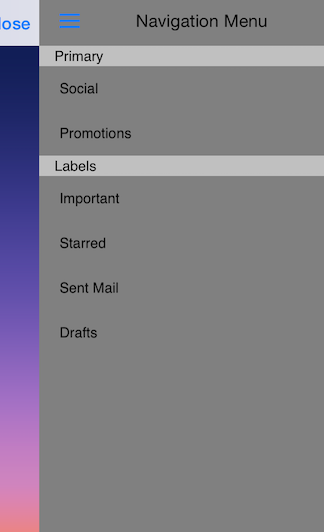 lose
Navigation Menu
Primary
Social
Promotions
Labels
Important
Starred
Sent Mail
Drafts